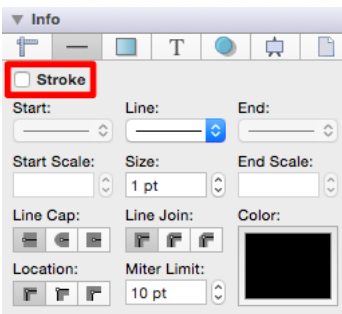 Info
T
Stroke
Start: Line: End:
Start Scale: Size: End Scale:
1 pt
Line Cap: Line Join: Color:
Location: Miter Limit:
10 pt